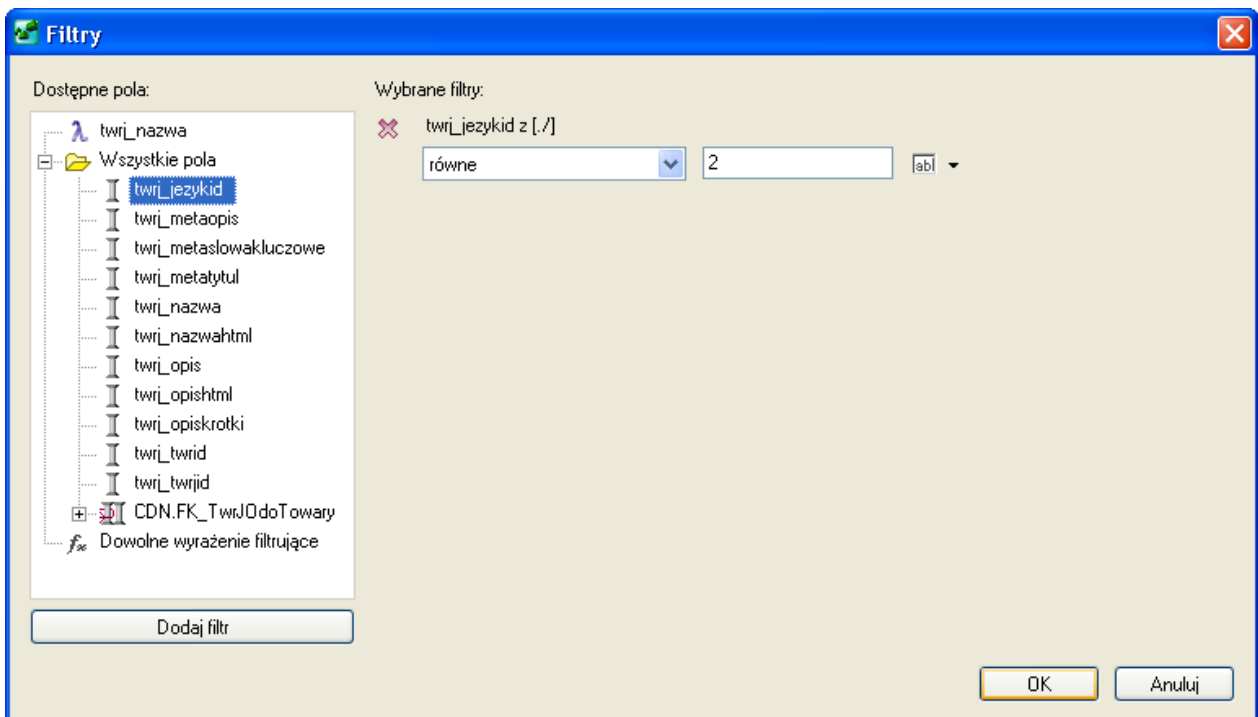 Filtry
Dostępne pola:
λ twrj_nazwa
Wszystkie pola
twrj_jezykid
twrj_metaopis
twrj_metaslowakluczowe
twrj_metatytul
twrj_nazwa
twrj_nazwahtml
twrj_opis
twrj_opishtml
twrj_opiskrotki
twrj_twrid
twrj_twrjid
CDN.FK_TwrJOdoTowary
fx Dowolne wyrażenie filtrujące
Dodaj filtr
Wybrane filtry:
twrj_jezykid z [./]
równe 2 abl
OK Anuluj